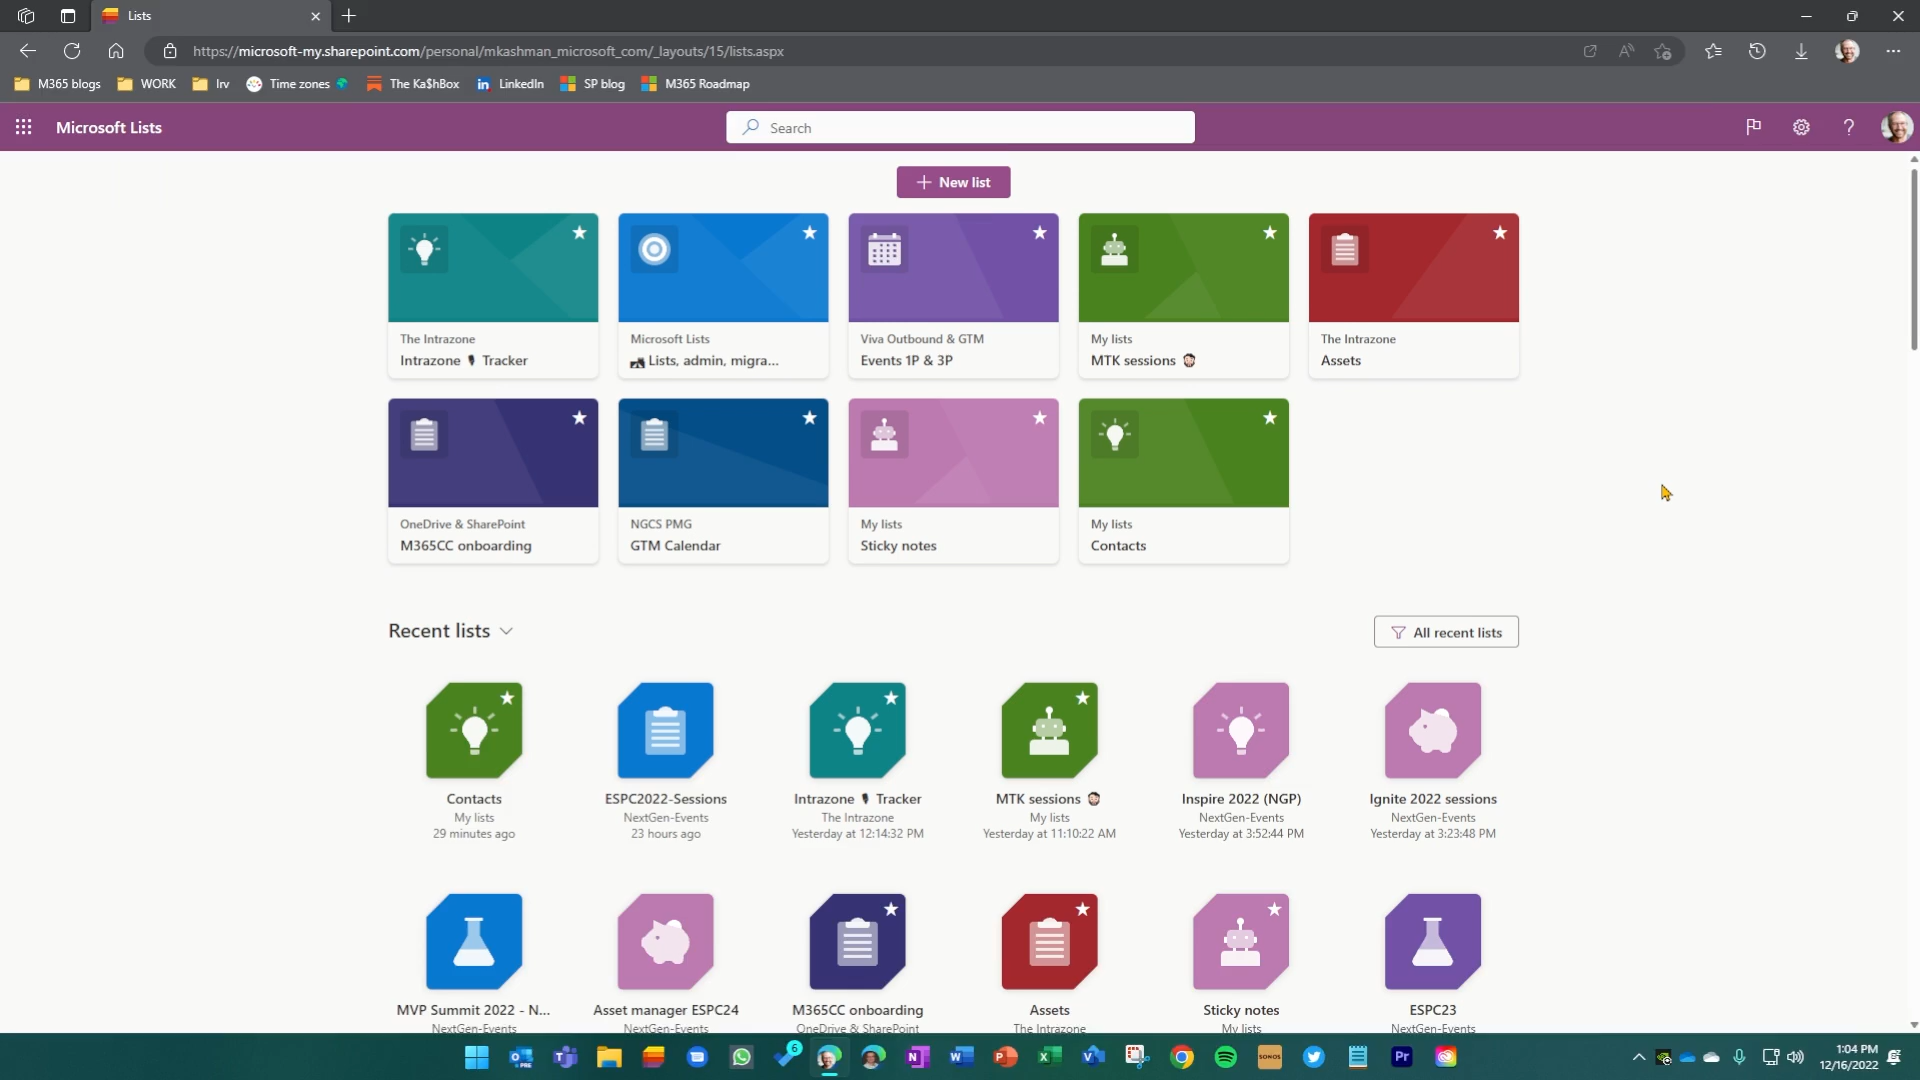 Lists
https://microsoft-my.sharepoint.com/personal/mkashman_microsoft_com/_layouts/15/lists.aspx
M365 blogs
WORK
Irv
Time zones
The Ka$hBox
LinkedIn
SP blog
M365 Roadmap
Microsoft Lists
Search
New list
The Intrazone
Intrazone 🎙 Tracker
Microsoft Lists
Lists, admin, migra...
Viva Outbound & GTM
Events 1P & 3P
My lists
MTK sessions
The Intrazone
Assets
OneDrive & SharePoint
M365CC onboarding
NGCS PMG
GTM Calendar
My lists
Sticky notes
My lists
Contacts
Recent lists
All recent lists
Contacts
My lists
29 minutes ago
ESPC2022-Sessions
NextGen-Events
23 hours ago
Intrazone 🎙 Tracker
The Intrazone
Yesterday at 12:14:32 PM
MTK sessions
My lists
Yesterday at 11:10:22 AM
Inspire 2022 (NGP)
NextGen-Events
Yesterday at 3:52:44 PM
Ignite 2022 sessions
NextGen-Events
Yesterday at 3:23:48 PM
MVP Summit 2022 - N...
NextGen-Events
Asset manager ESPC24
NextGen-Events
M365CC onboarding
OneDrive & SharePoint
Assets
The Intrazone
Sticky notes
My lists
ESPC23
NextGen-Events
6
SONOS
Pr
1:04 PM
12/16/2022